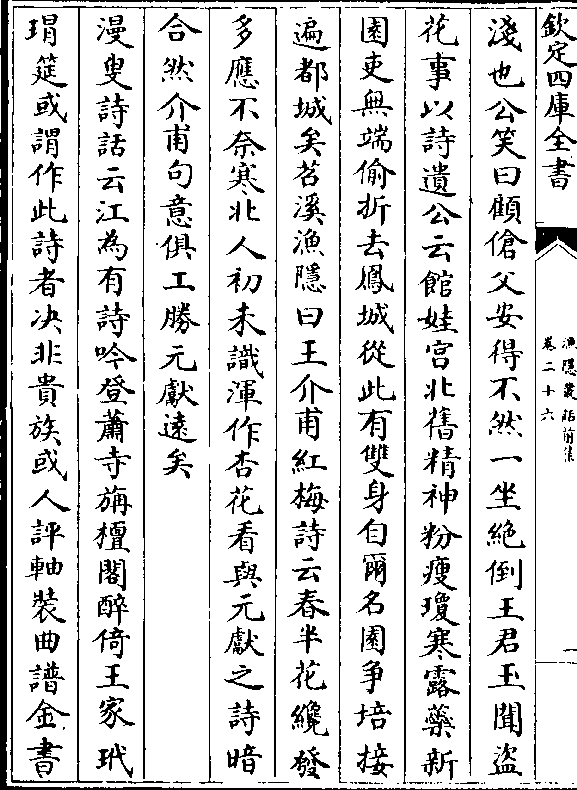 欽定四庫全書
漁隱叢話前集
卷二十六
一
淺也公笑曰顧傖父安得不然一坐絶倒王君玉聞盜
花事以詩遺公云館娃宮北舊精神粉瘦瓊寒露蘂新
園吏無端偷折去鳳城從此有雙身自爾名園爭培接
遍都城矣苕溪漁隱曰王介甫紅梅詩云春半花纔發
多應不奈寒北人初未識渾作杏花看與元獻之詩暗
合然介甫句意俱工勝元獻遠矣
漫叟詩話云江為有詩吟登蕭寺旃檀閣醉倚王家玳
瑁筵或謂作此詩者决非貴族或人評軸裝曲譜金書